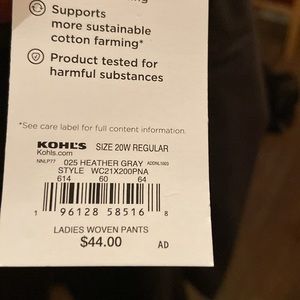 Supports
more sustainable
cotton farming*
Product tested for
harmful substances
*See care label for full content information.
KOHL'S SIZE 20W REGULAR
Kohls.com
NNLP77 025 HEATHER GRAY ADDNL1003
STYLE WC21X200PNA
614 60 64
1 96128 58516 8
LADIES WOVEN PANTS
$44.00 AD